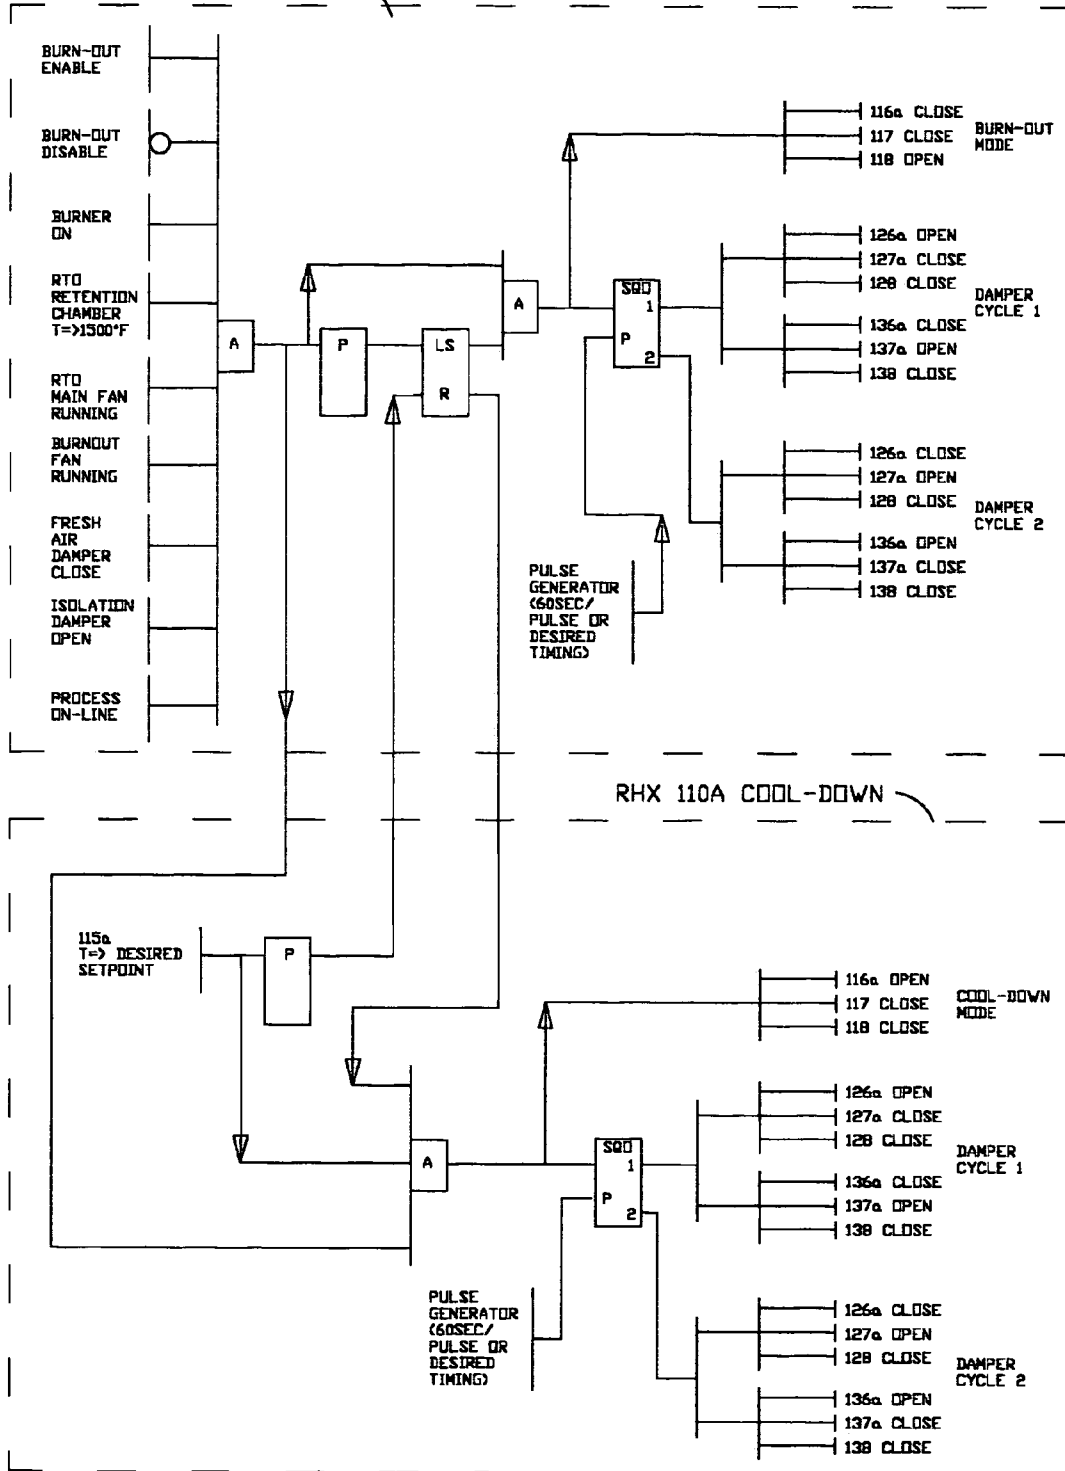 BURN-OUT
ENABLE
BURN-OUT
DISABLE
BURNER
ON
RTO
RETENTION
CHAMBER
T=>1500°F
RTO
MAIN FAN
RUNNING
BURNOUT
FAN
RUNNING
FRESH
AIR
DAMPER
CLOSE
ISOLATION
DAMPER
OPEN
PROCESS
ON-LINE
A
P
LS
R
A
SQO
1
P
2
PULSE
GENERATOR
(60SEC/
PULSE OR
DESIRED
TIMING)
116a CLOSE
117 CLOSE
118 OPEN
BURN-OUT
MODE
126a OPEN
127a CLOSE
128 CLOSE
136a CLOSE
137a OPEN
138 CLOSE
DAMPER
CYCLE 1
126a CLOSE
127a OPEN
128 CLOSE
136a OPEN
137a CLOSE
138 CLOSE
DAMPER
CYCLE 2
RHX 110A COOL-DOWN
115a
T=> DESIRED
SETPOINT
P
A
SQO
1
P
2
PULSE
GENERATOR
(60SEC/
PULSE OR
DESIRED
TIMING)
116a OPEN
117 CLOSE
118 CLOSE
COOL-DOWN
MODE
126a OPEN
127a CLOSE
128 CLOSE
136a CLOSE
137a OPEN
138 CLOSE
DAMPER
CYCLE 1
126a CLOSE
127a OPEN
128 CLOSE
136a OPEN
137a CLOSE
138 CLOSE
DAMPER
CYCLE 2